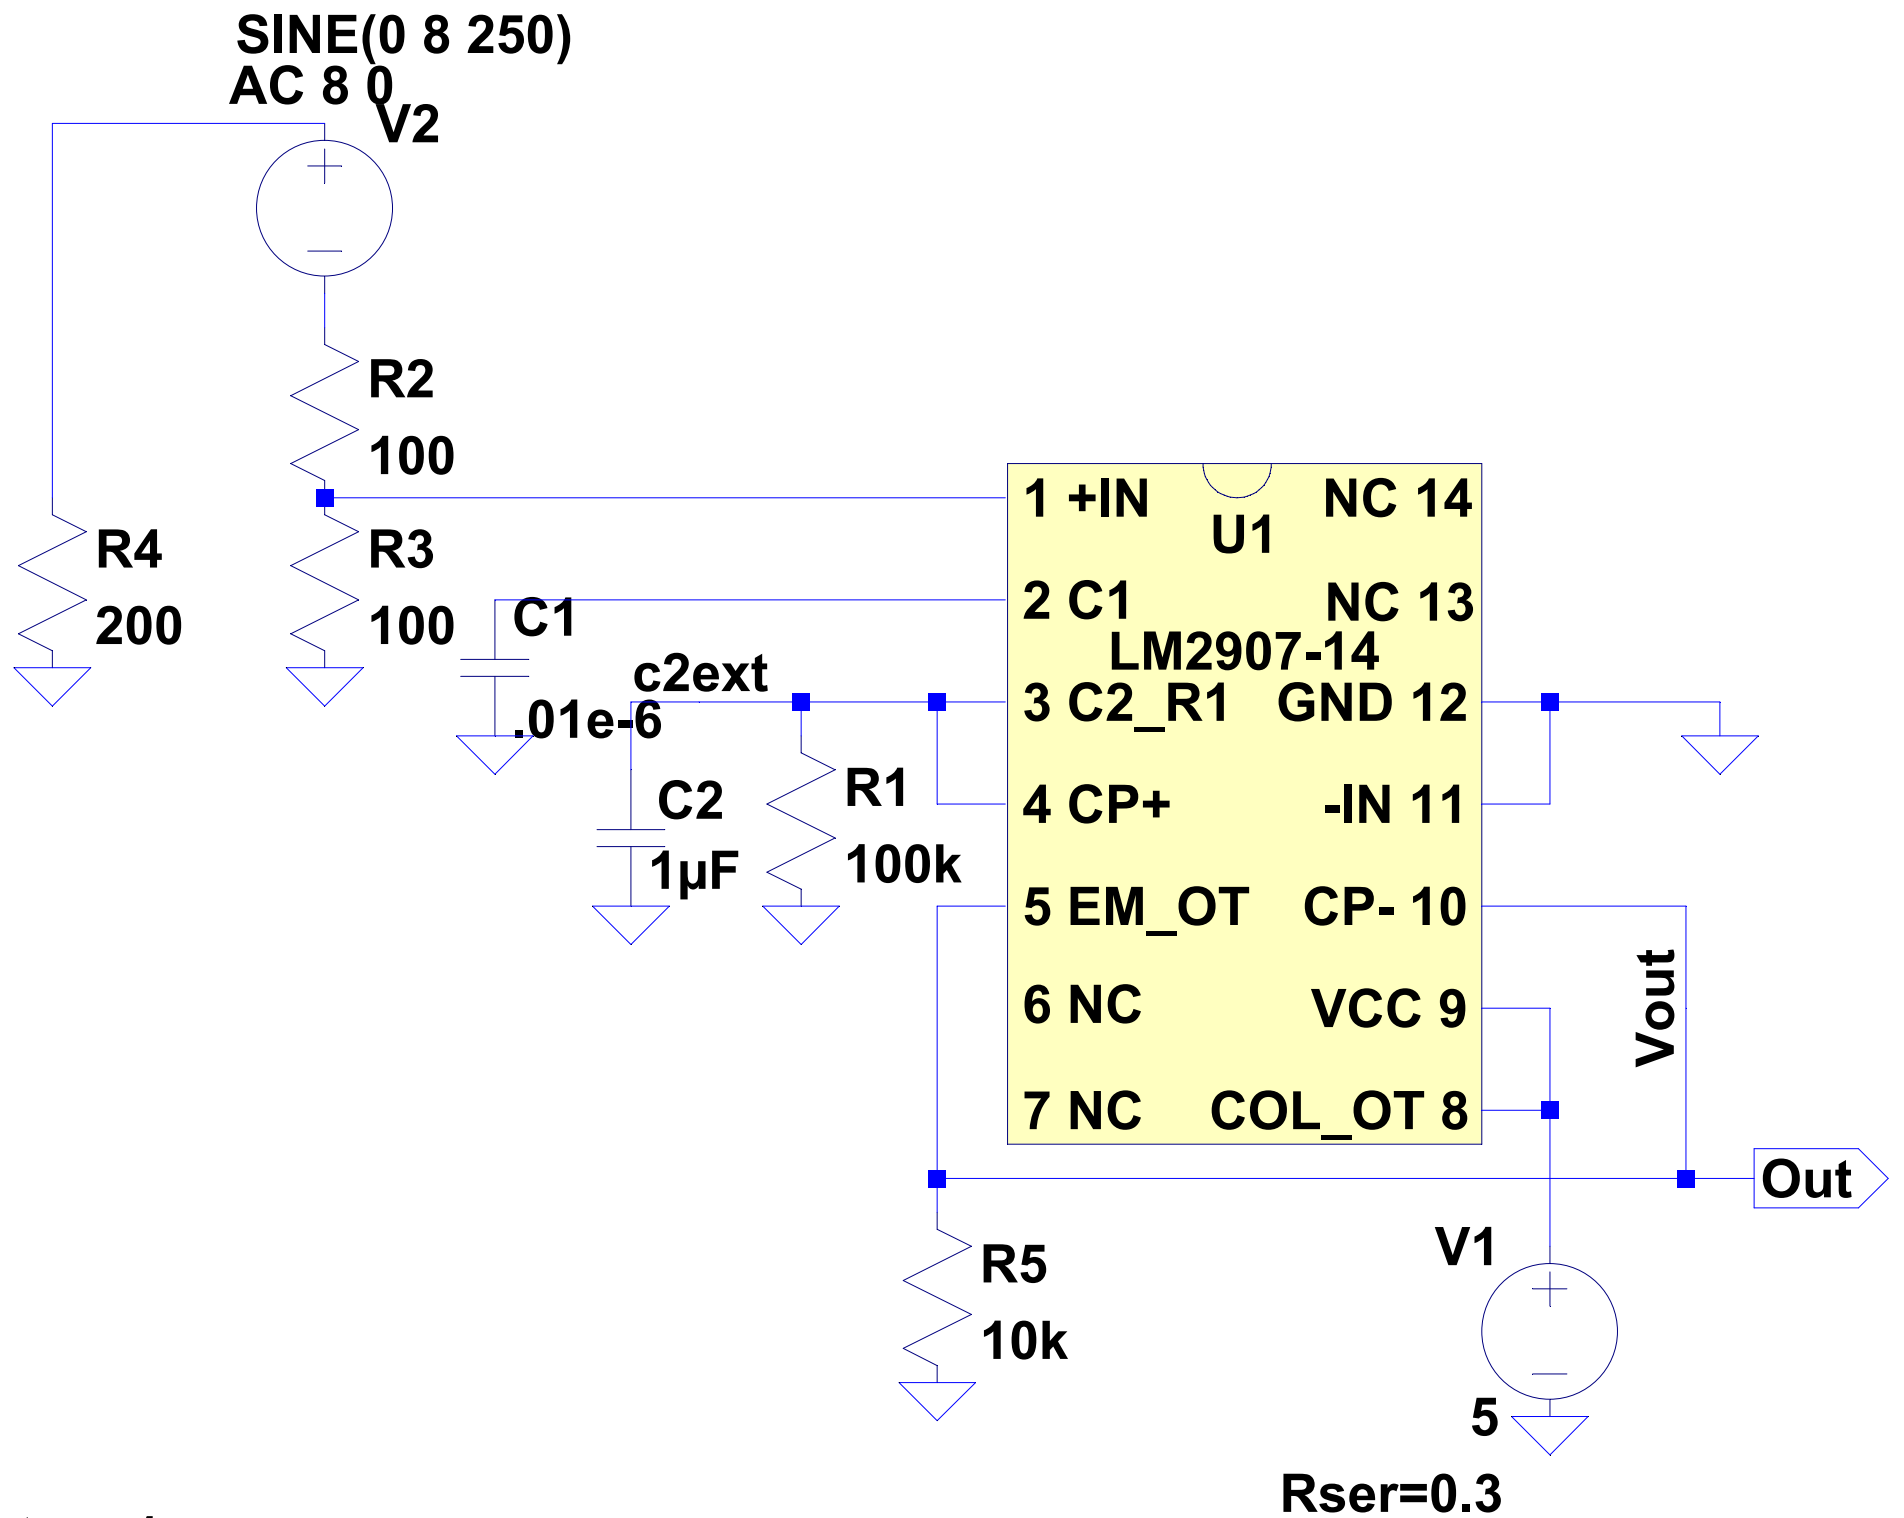 SINE(0 8 250)
AC 8 0
V2
R2
100
R4
200
R3
100
C1
.01e-6
c2ext
C2
1µF
R1
100k
1 +IN
NC 14
U1
2 C1
NC 13
LM2907-14
3 C2_R1
GND 12
4 CP+
-IN 11
5 EM_OT
CP- 10
6 NC
VCC 9
7 NC
COL_OT 8
Vout
Out
R5
10k
V1
5
Rser=0.3